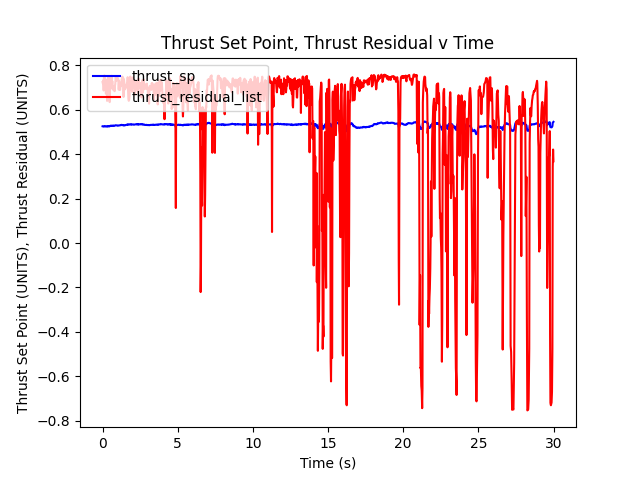 Thrust Set Point, Thrust Residual v Time
thrust_sp
thrust_residual_list
Thrust Set Point (UNITS), Thrust Residual (UNITS)
0.8
0.6
0.4
0.2
0.0
−0.2
−0.4
−0.6
−0.8
0 5 10 15 20 25 30
Time (s)